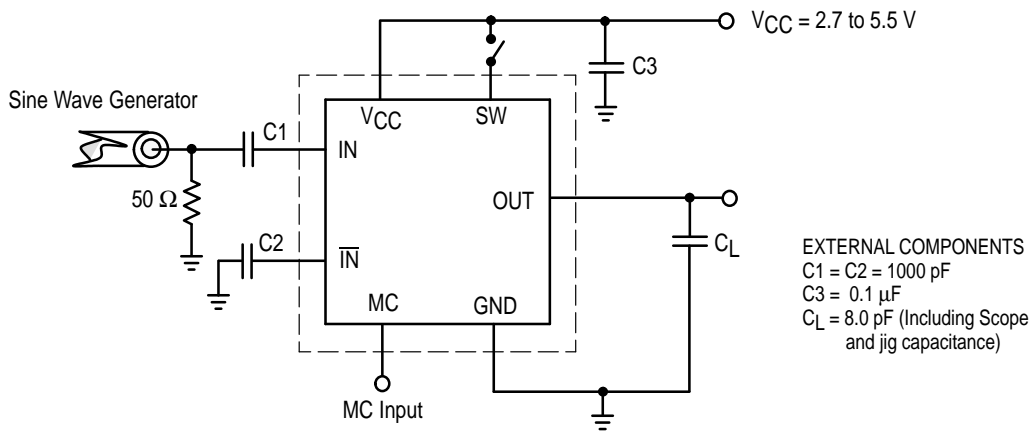 VCC = 2.7 to 5.5 V
C3
Sine Wave Generator
C1
VCC
SW
IN
50 Ω
OUT
C2
IN
CL
MC
GND
MC Input
EXTERNAL COMPONENTS
C1 = C2 = 1000 pF
C3 = 0.1 µF
CL = 8.0 pF (Including Scope
and jig capacitance)